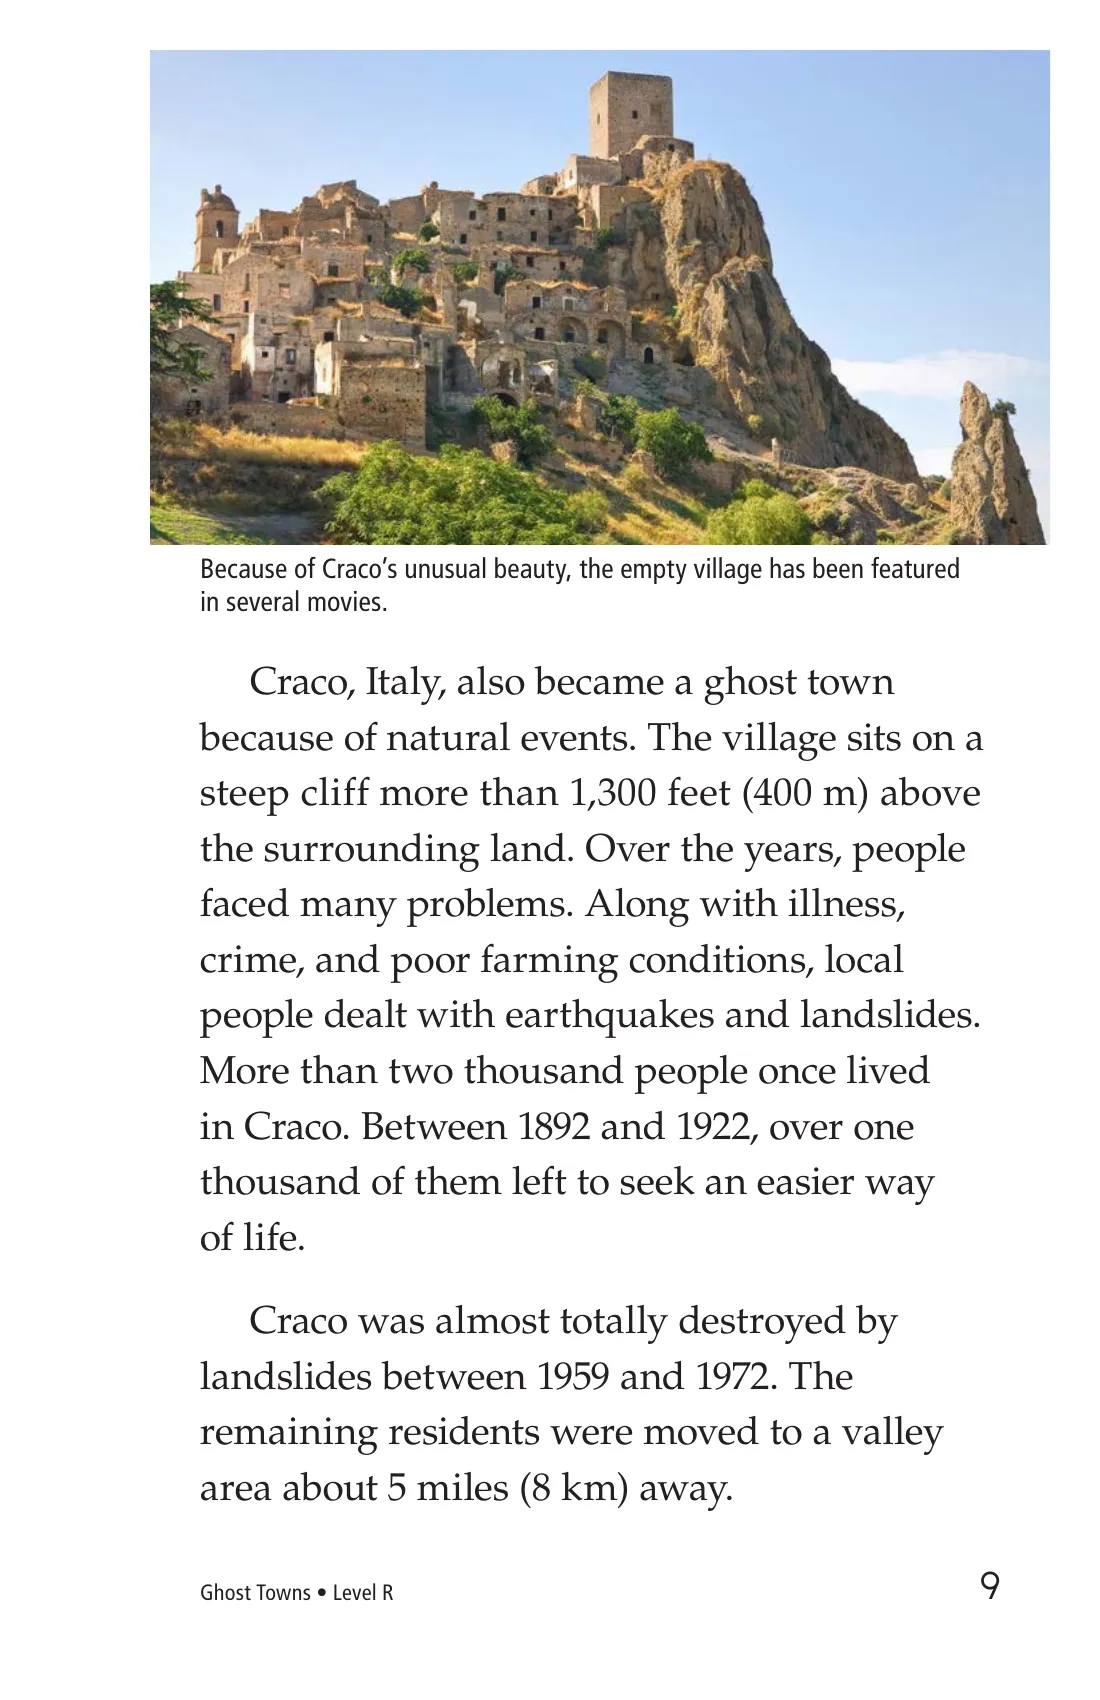 Because of Craco’s unusual beauty, the empty village has been featured
in several movies.
Craco, Italy, also became a ghost town
because of natural events. The village sits on a
steep cliff more than 1,300 feet (400 m) above
the surrounding land. Over the years, people
faced many problems. Along with illness,
crime, and poor farming conditions, local
people dealt with earthquakes and landslides.
More than two thousand people once lived
in Craco. Between 1892 and 1922, over one
thousand of them left to seek an easier way
of life.
Craco was almost totally destroyed by
landslides between 1959 and 1972. The
remaining residents were moved to a valley
area about 5 miles (8 km) away.
Ghost Towns • Level R
9